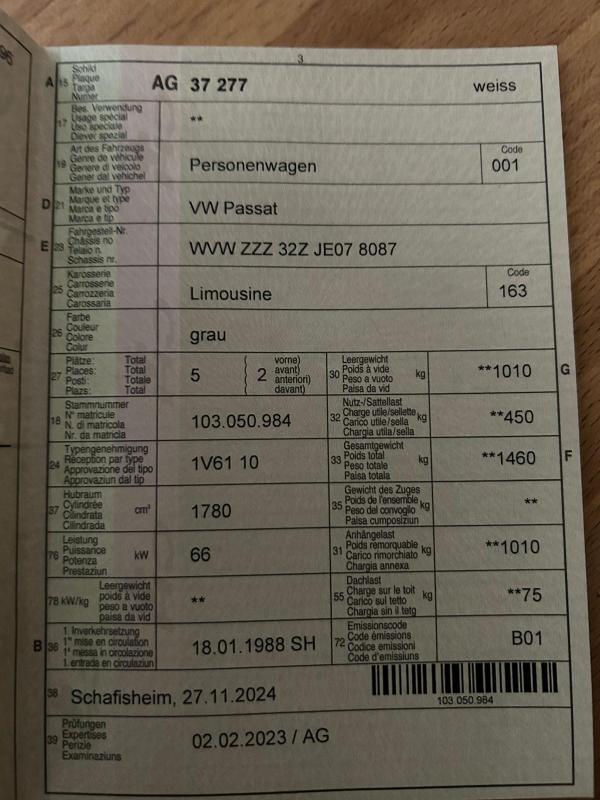 3
A 15 Schild
Plaque
Targa
Numer
AG 37 277 weiss
17 Bes. Verwendung
Usage spécial
Uso speciale
Diever spezial
**
19 Art des Fahrzeugs
Genre de véhicule
Genere di veicolo
Gener dal vehichel
Personenwagen
Code
001
D 21 Marke und Typ
Marque et type
Marca e tipo
Marca e tip
VW Passat
E 23 Fahrgestell-Nr.
Châssis no
Telaio n.
Schassis nr.
WVW ZZZ 32Z JE07 8087
25 Karosserie
Carrosserie
Carrozzeria
Carossaria
Limousine
Code
163
26 Farbe
Couleur
Colore
Colur
grau
27 Plätze: Total
Places: Total
Posti: Totale
Plazs: Total
5 ( 2 vorne)
avant)
anteriori)
davant)
30 Leergewicht
Poids à vide
Peso a vuoto
Paisa da vid
kg
**1010 G
18 Stammnummer
N° matricule
N. di matricola
Nr. da matricla
103.050.984
32 Nutz-/Sattellast
Charge utile/sellette
Carico utile/sella
Chargia utila/sella
kg
**450
24 Typengenehmigung
Réception par type
Approvazione del tipo
Approvaziun dal tip
1V61 10
33 Gesamtgewicht
Poids total
Peso totale
Paisa totala
kg
**1460 F
37 Hubraum
Cylindrée
Cilindrata
Cilindrada
cm³
1780
35 Gewicht des Zuges
Poids de l'ensemble
Peso del convoglio
Paisa cumposiziun
kg
**
76 Leistung
Puissance
Potenza
Prestaziun
kW
66
31 Anhängelast
Poids remorquable
Carico rimorchiato
Chargia annexa
kg
**1010
78 kW/kg Leergewicht
poids à vide
peso a vuoto
paisa da vid
**
55 Dachlast
Charge sur le toit
Carico sul tetto
Chargia sin il tetg
kg
**75
B 36 1. Inverkehrsetzung
1re mise en circulation
1a messa in circolazione
1. entrada en circulaziun
18.01.1988 SH
72 Emissionscode
Code émissions
Codice emissioni
Code d'emissiuns
B01
38 Schafisheim, 27.11.2024
103 050.984
39 Prüfungen
Expertises
Perizie
Examinaziuns
02.02.2023 / AG